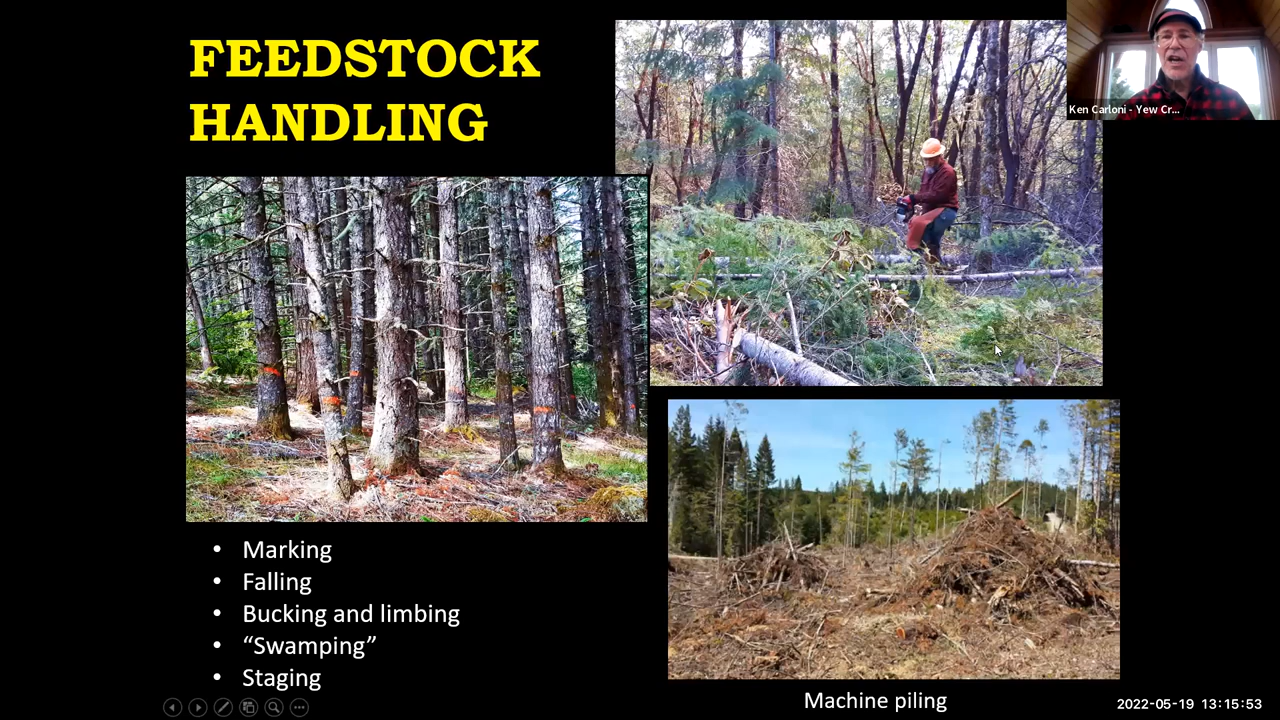 FEEDSTOCK
HANDLING
Ken Carloni - Yew Cr...
• Marking
• Falling
• Bucking and limbing
• “Swamping”
• Staging
Machine piling
2022-05-19 13:15:53